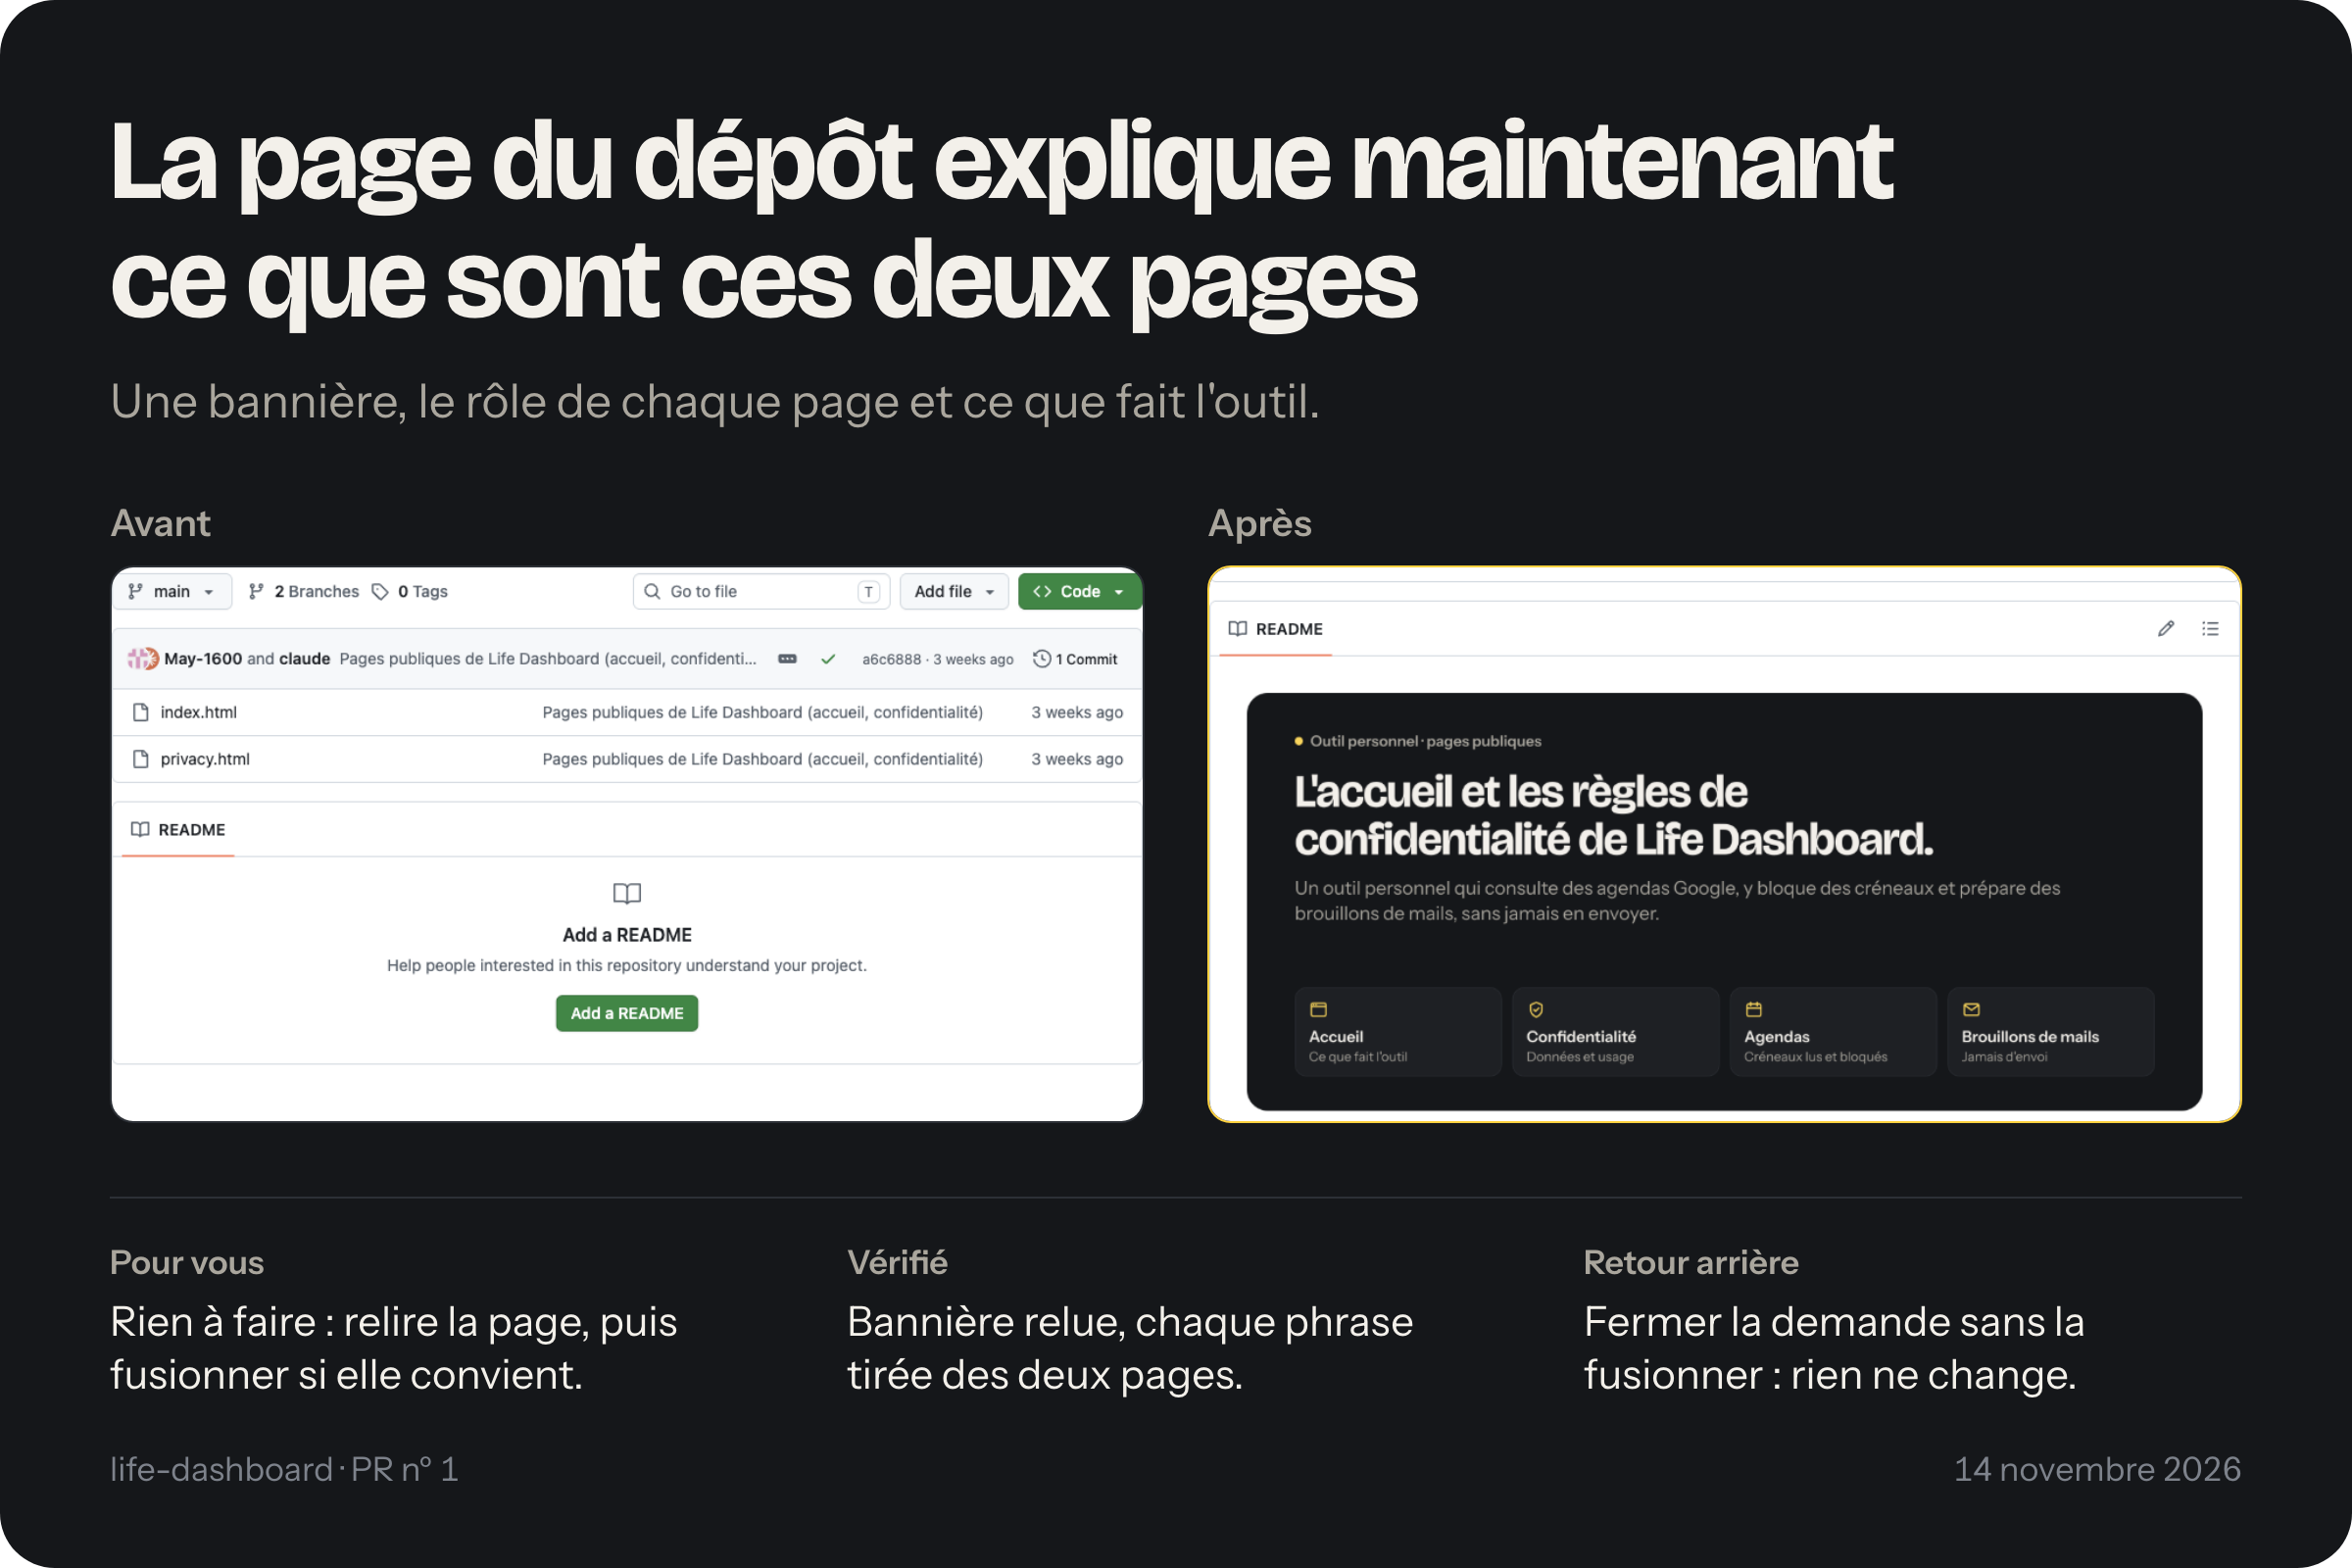 La page du dépôt explique maintenant
ce que sont ces deux pages
Une bannière, le rôle de chaque page et ce que fait l'outil.
Avant
main
2 Branches
0 Tags
Go to file
T
Add file
Code
May-1600 and claude Pages publiques de Life Dashboard (accueil, confidenti...
a6c6888 · 3 weeks ago
1 Commit
index.html
Pages publiques de Life Dashboard (accueil, confidentialité)
3 weeks ago
privacy.html
Pages publiques de Life Dashboard (accueil, confidentialité)
3 weeks ago
README
Add a README
Help people interested in this repository understand your project.
Add a README
Après
README
Outil personnel · pages publiques
L'accueil et les règles de
confidentialité de Life Dashboard.
Un outil personnel qui consulte des agendas Google, y bloque des créneaux et prépare des
brouillons de mails, sans jamais en envoyer.
Accueil
Ce que fait l'outil
Confidentialité
Données et usage
Agendas
Créneaux lus et bloqués
Brouillons de mails
Jamais d'envoi
Pour vous
Rien à faire : relire la page, puis
fusionner si elle convient.
Vérifié
Bannière relue, chaque phrase
tirée des deux pages.
Retour arrière
Fermer la demande sans la
fusionner : rien ne change.
life-dashboard · PR n° 1
14 novembre 2026